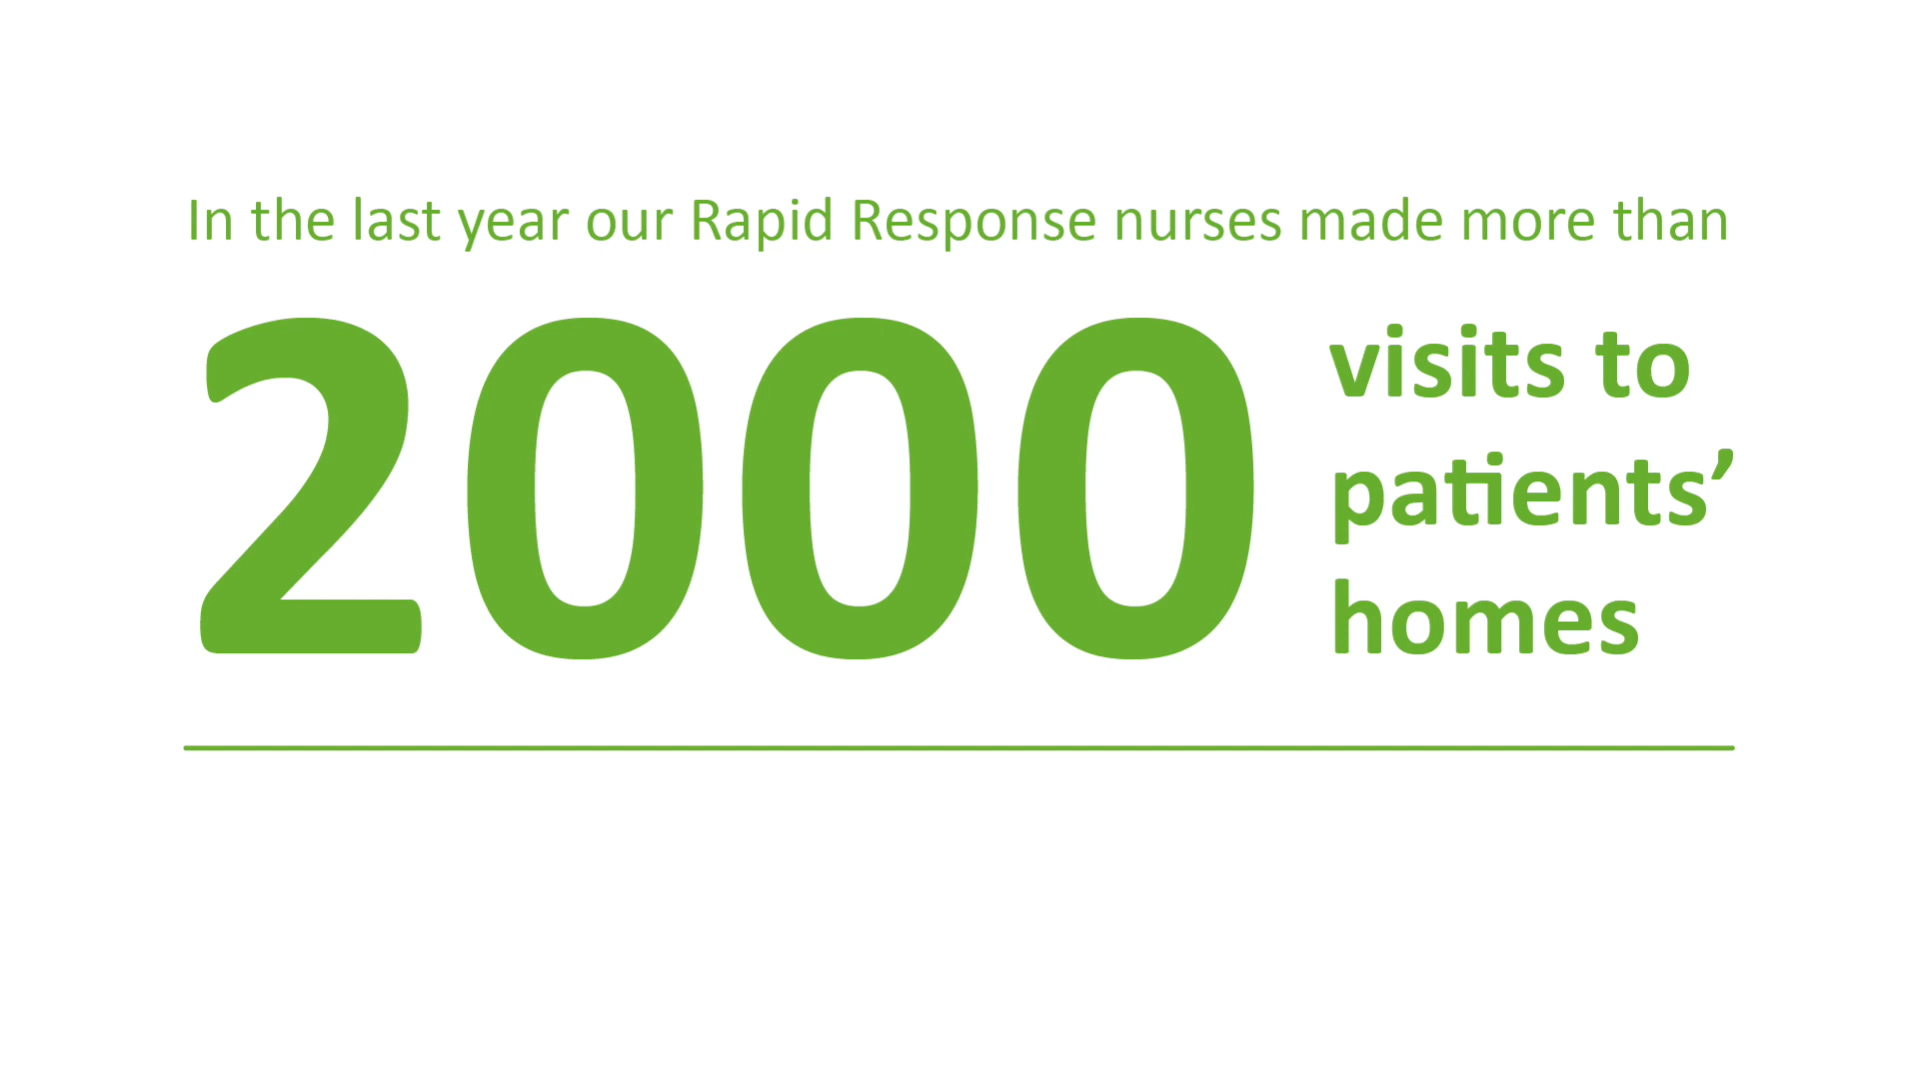 In the last year our Rapid Response nurses made more than
2000
visits to
patients’
homes